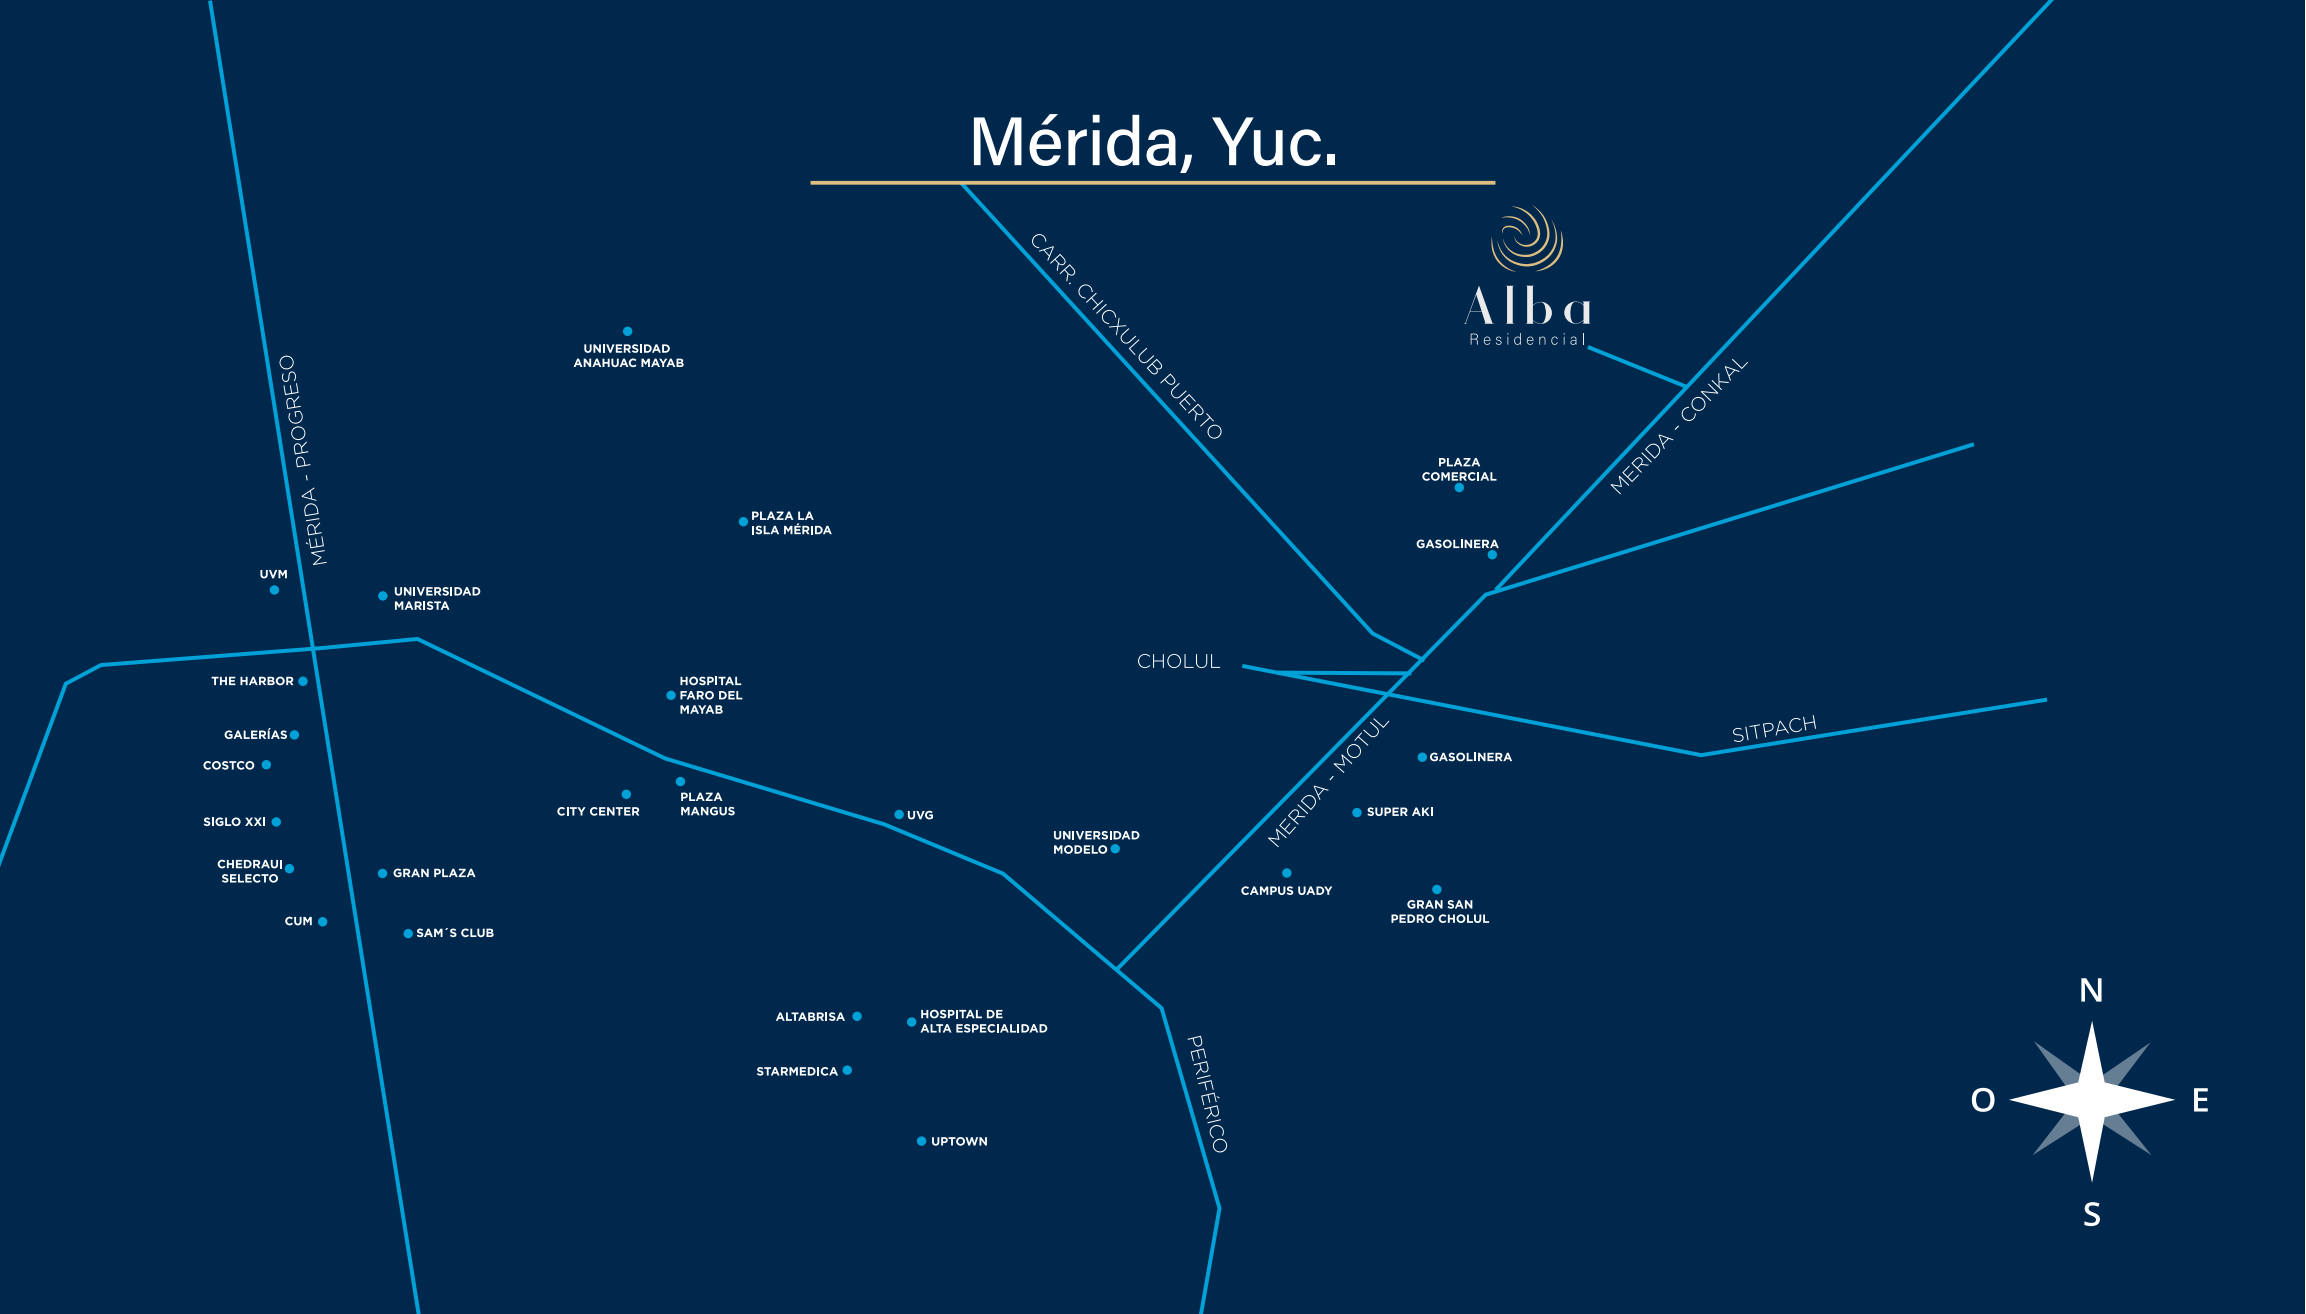 Mérida, Yuc.
CARR. CHICXULUB PUERTO
Alba
Residencial
MÉRIDA - PROGRESO
UNIVERSIDAD
ANAHUAC MAYAB
MERIDA - CONKAL
PLAZA
COMERCIAL
PLAZA LA
ISLA MÉRIDA
GASOLINERA
UVM
UNIVERSIDAD
MARISTA
CHOLUL
THE HARBOR
HOSPITAL
FARO DEL
MAYAB
SITPACH
GALERÍAS
COSTCO
MERIDA - MOTUL
GASOLINERA
CITY CENTER
PLAZA
MANGUS
UVG
SUPER AKI
SIGLO XXI
UNIVERSIDAD
MODELO
CHEDRAUI
SELECTO
GRAN PLAZA
CAMPUS UADY
GRAN SAN
PEDRO CHOLUL
CUM
SAM´S CLUB
ALTABRISA
HOSPITAL DE
ALTA ESPECIALIDAD
STARMEDICA
PERIFÉRICO
UPTOWN
N
O
E
S